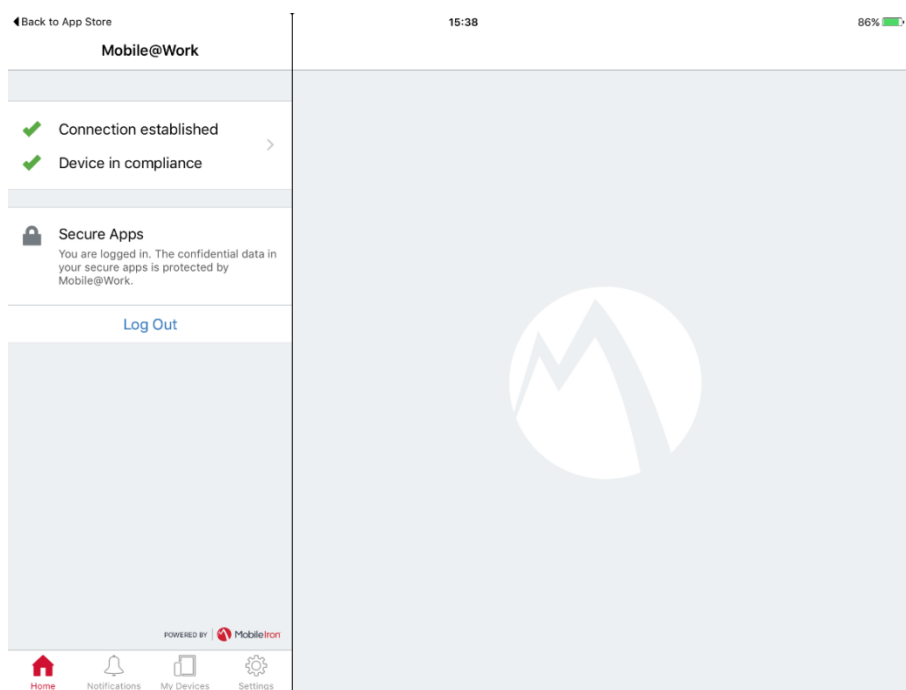 Back to App Store
15:38
86%
Mobile@Work
Connection established
Device in compliance
Secure Apps
You are logged in. The confidential data in
your secure apps is protected by
Mobile@Work.
Log Out
POWERED BY MobileIron
Home Notifications My Devices Settings